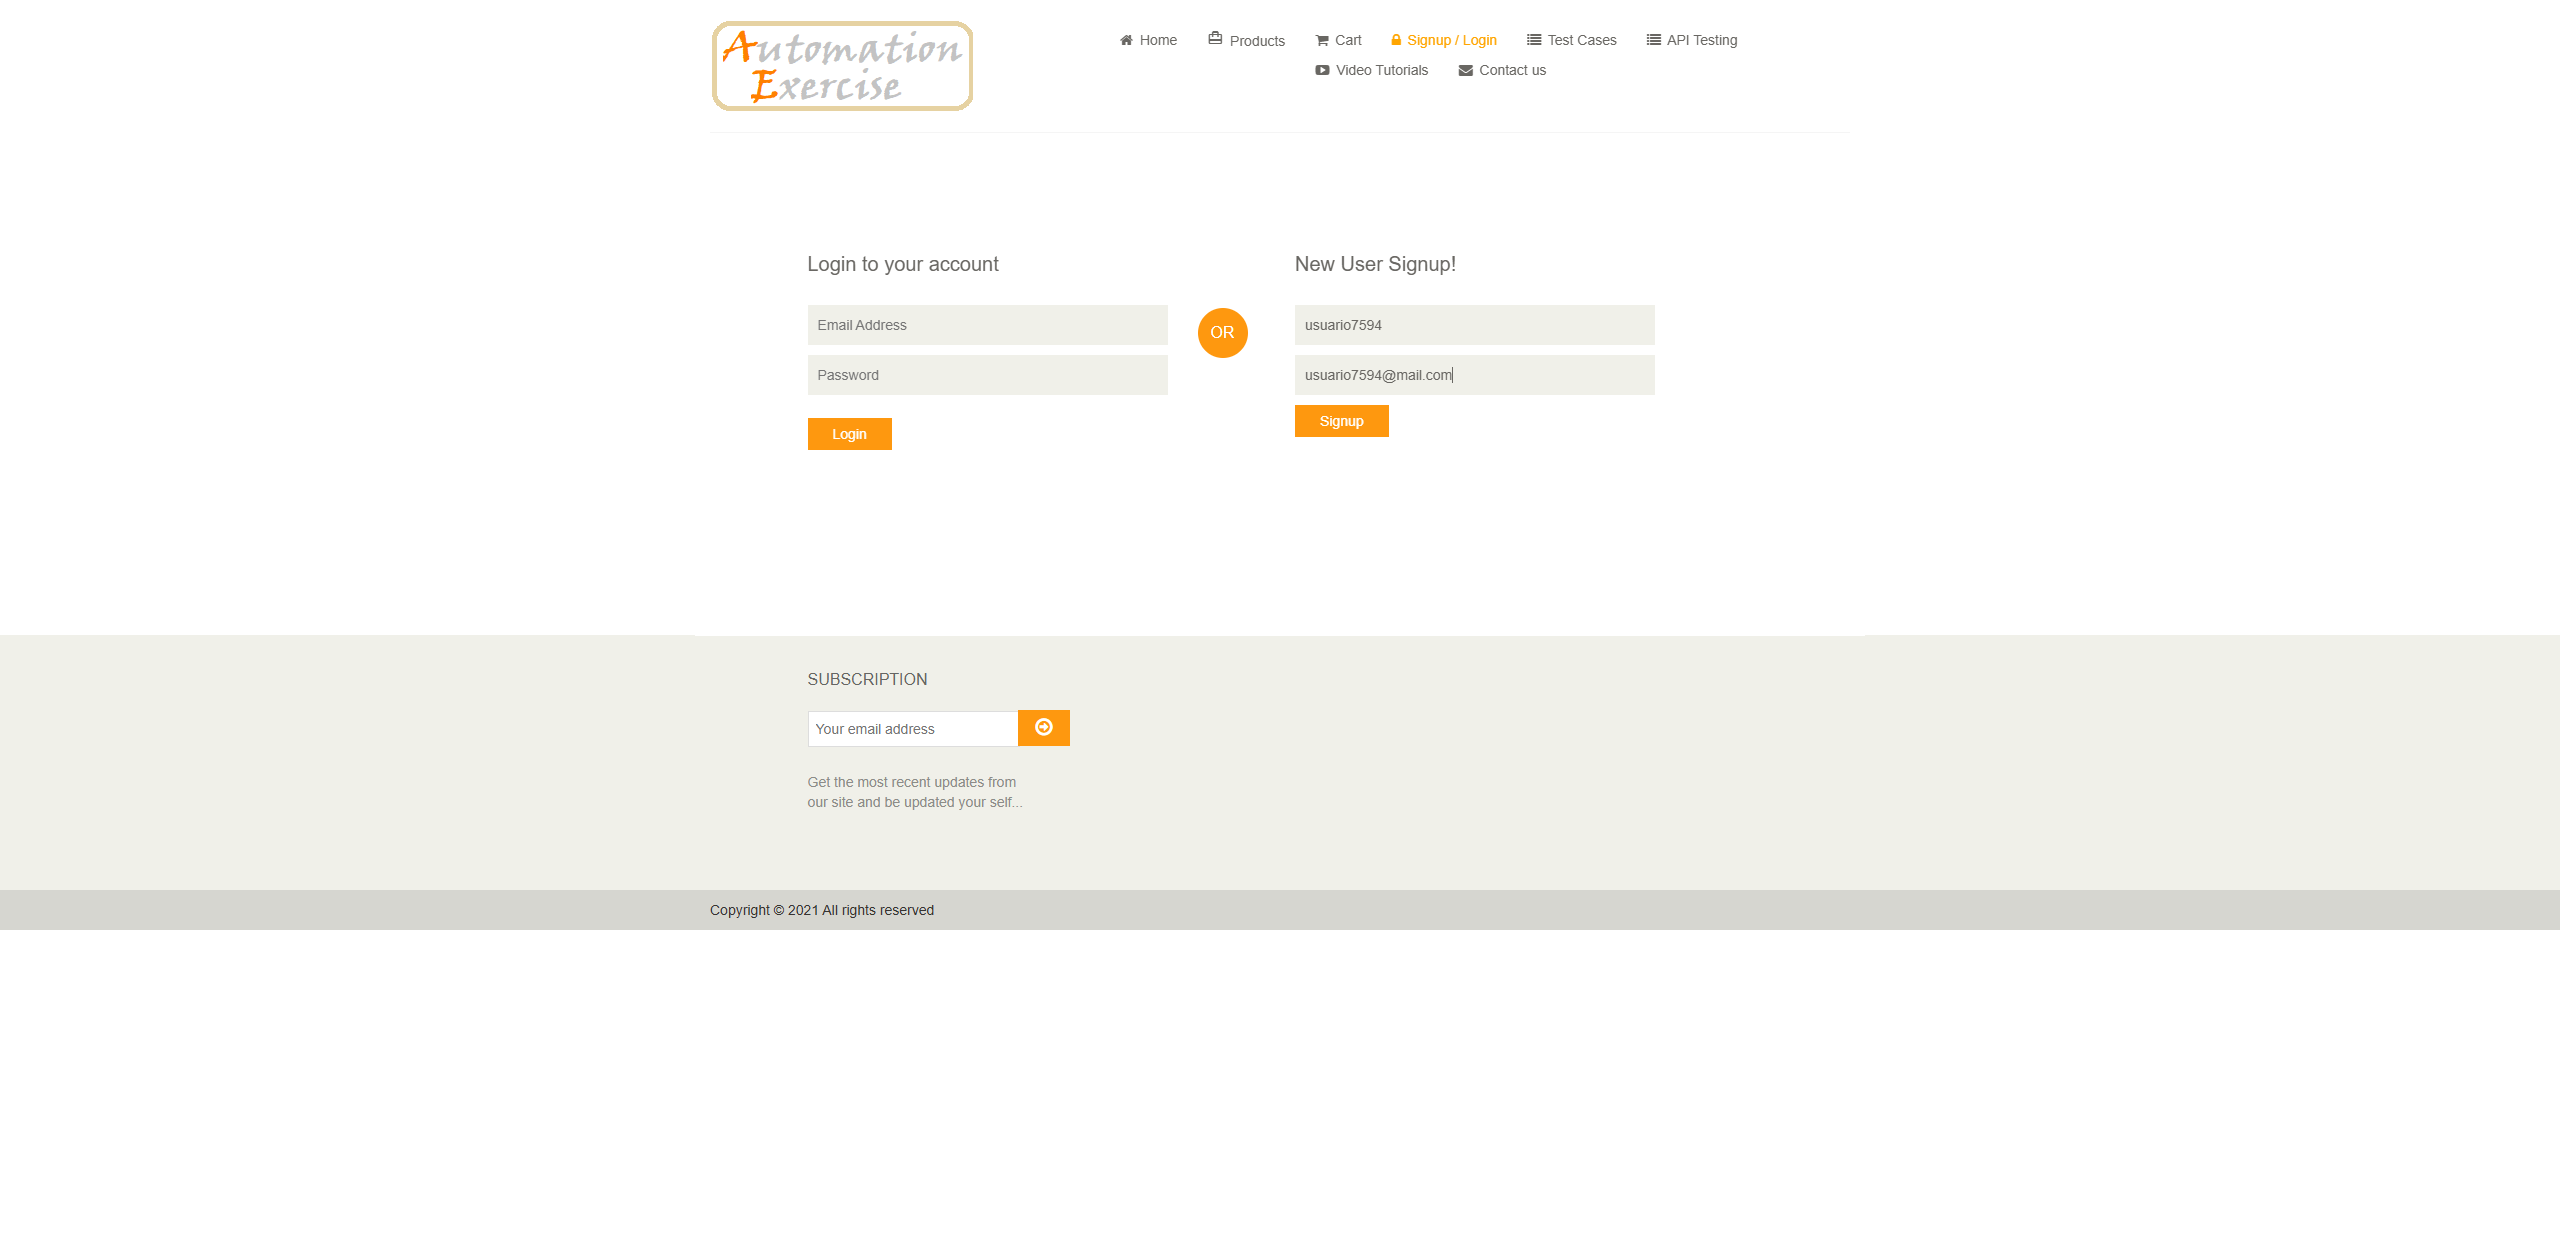 Automation
Exercise
Home Products Cart Signup / Login Test Cases API Testing
Video Tutorials Contact us
Login to your account
Email Address
Password
Login
OR
New User Signup!
usuario7594
usuario7594@mail.com
Signup
SUBSCRIPTION
Your email address
Get the most recent updates from
our site and be updated your self...
Copyright © 2021 All rights reserved